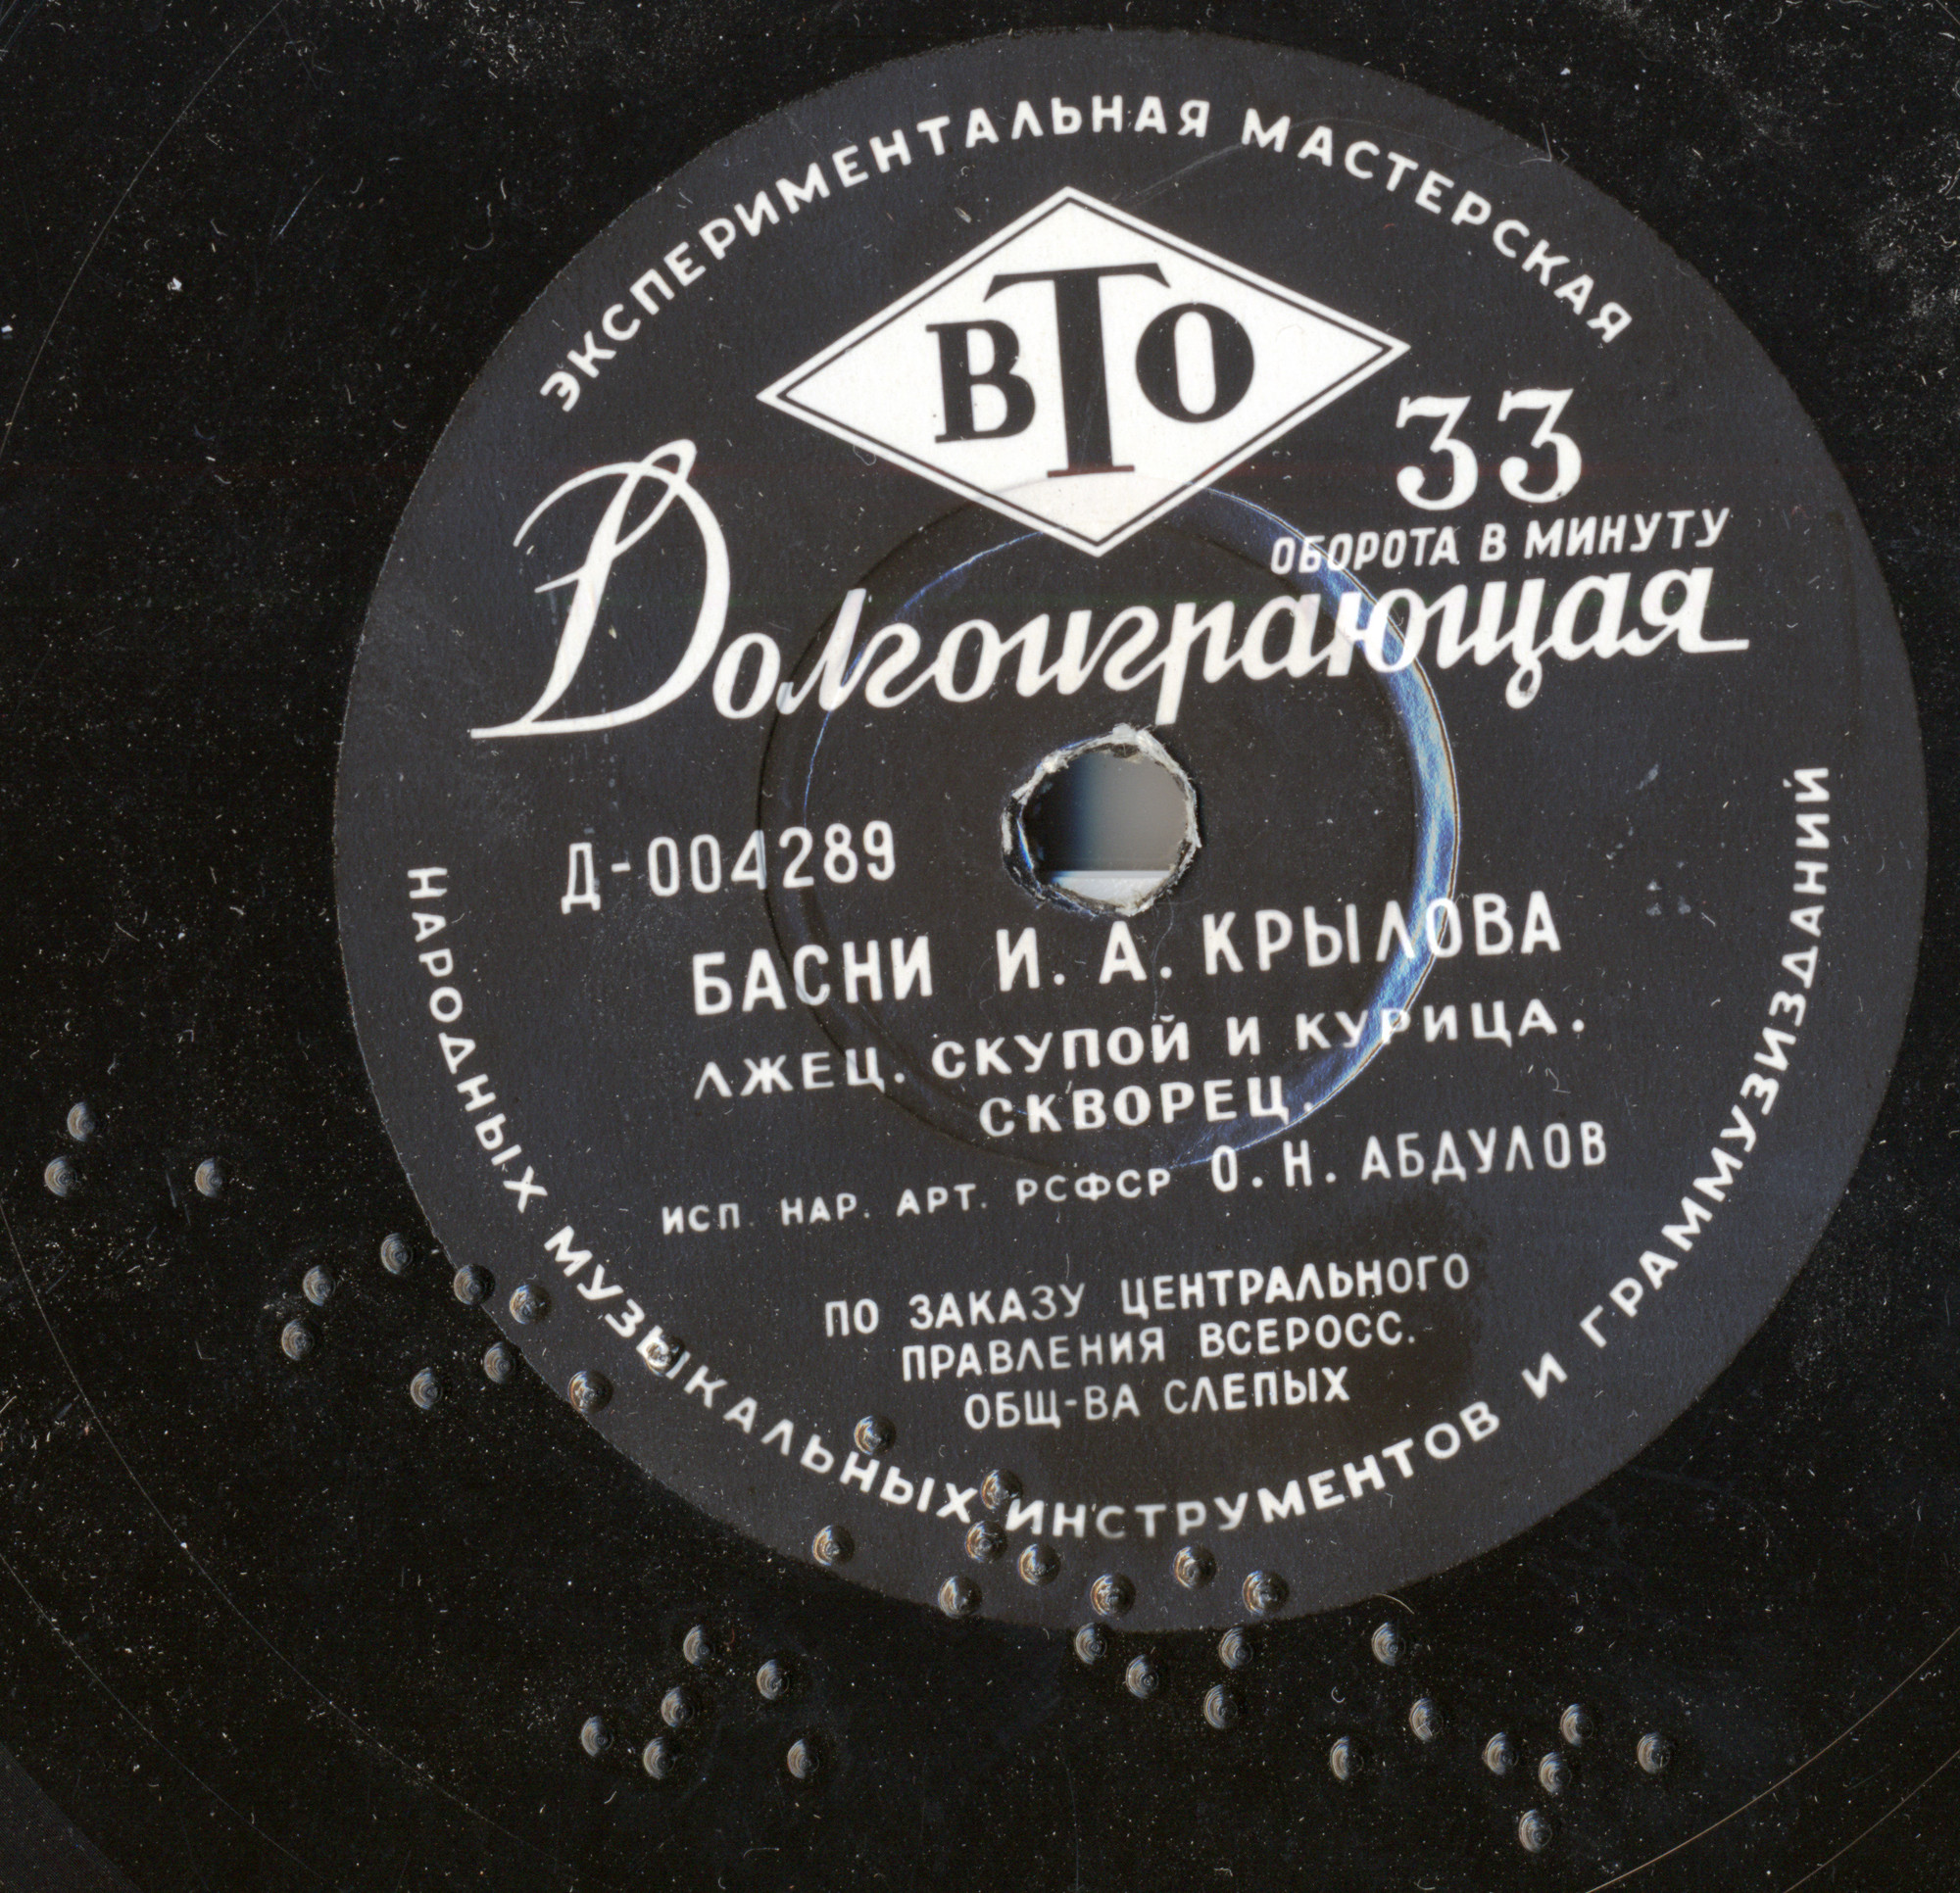 ЭКСПЕРИМЕНТАЛЬНАЯ МАСТЕРСКАЯ
ВТО
33
ОБОРОТА В МИНУТУ
Долгоиграющая
Д-004289
БАСНИ И. А. КРЫЛОВА
ЛЖЕЦ. СКУПОЙ И КУРИЦА.
СКВОРЕЦ.
ИСП. НАР. АРТ. РСФСР О. Н. АБДУЛОВ
ПО ЗАКАЗУ ЦЕНТРАЛЬНОГО
ПРАВЛЕНИЯ ВСЕРОСС.
ОБЩ-ВА СЛЕПЫХ
НАРОДНЫХ МУЗЫКАЛЬНЫХ ИНСТРУМЕНТОВ И ГРАММУЗИЗДАНИЙ